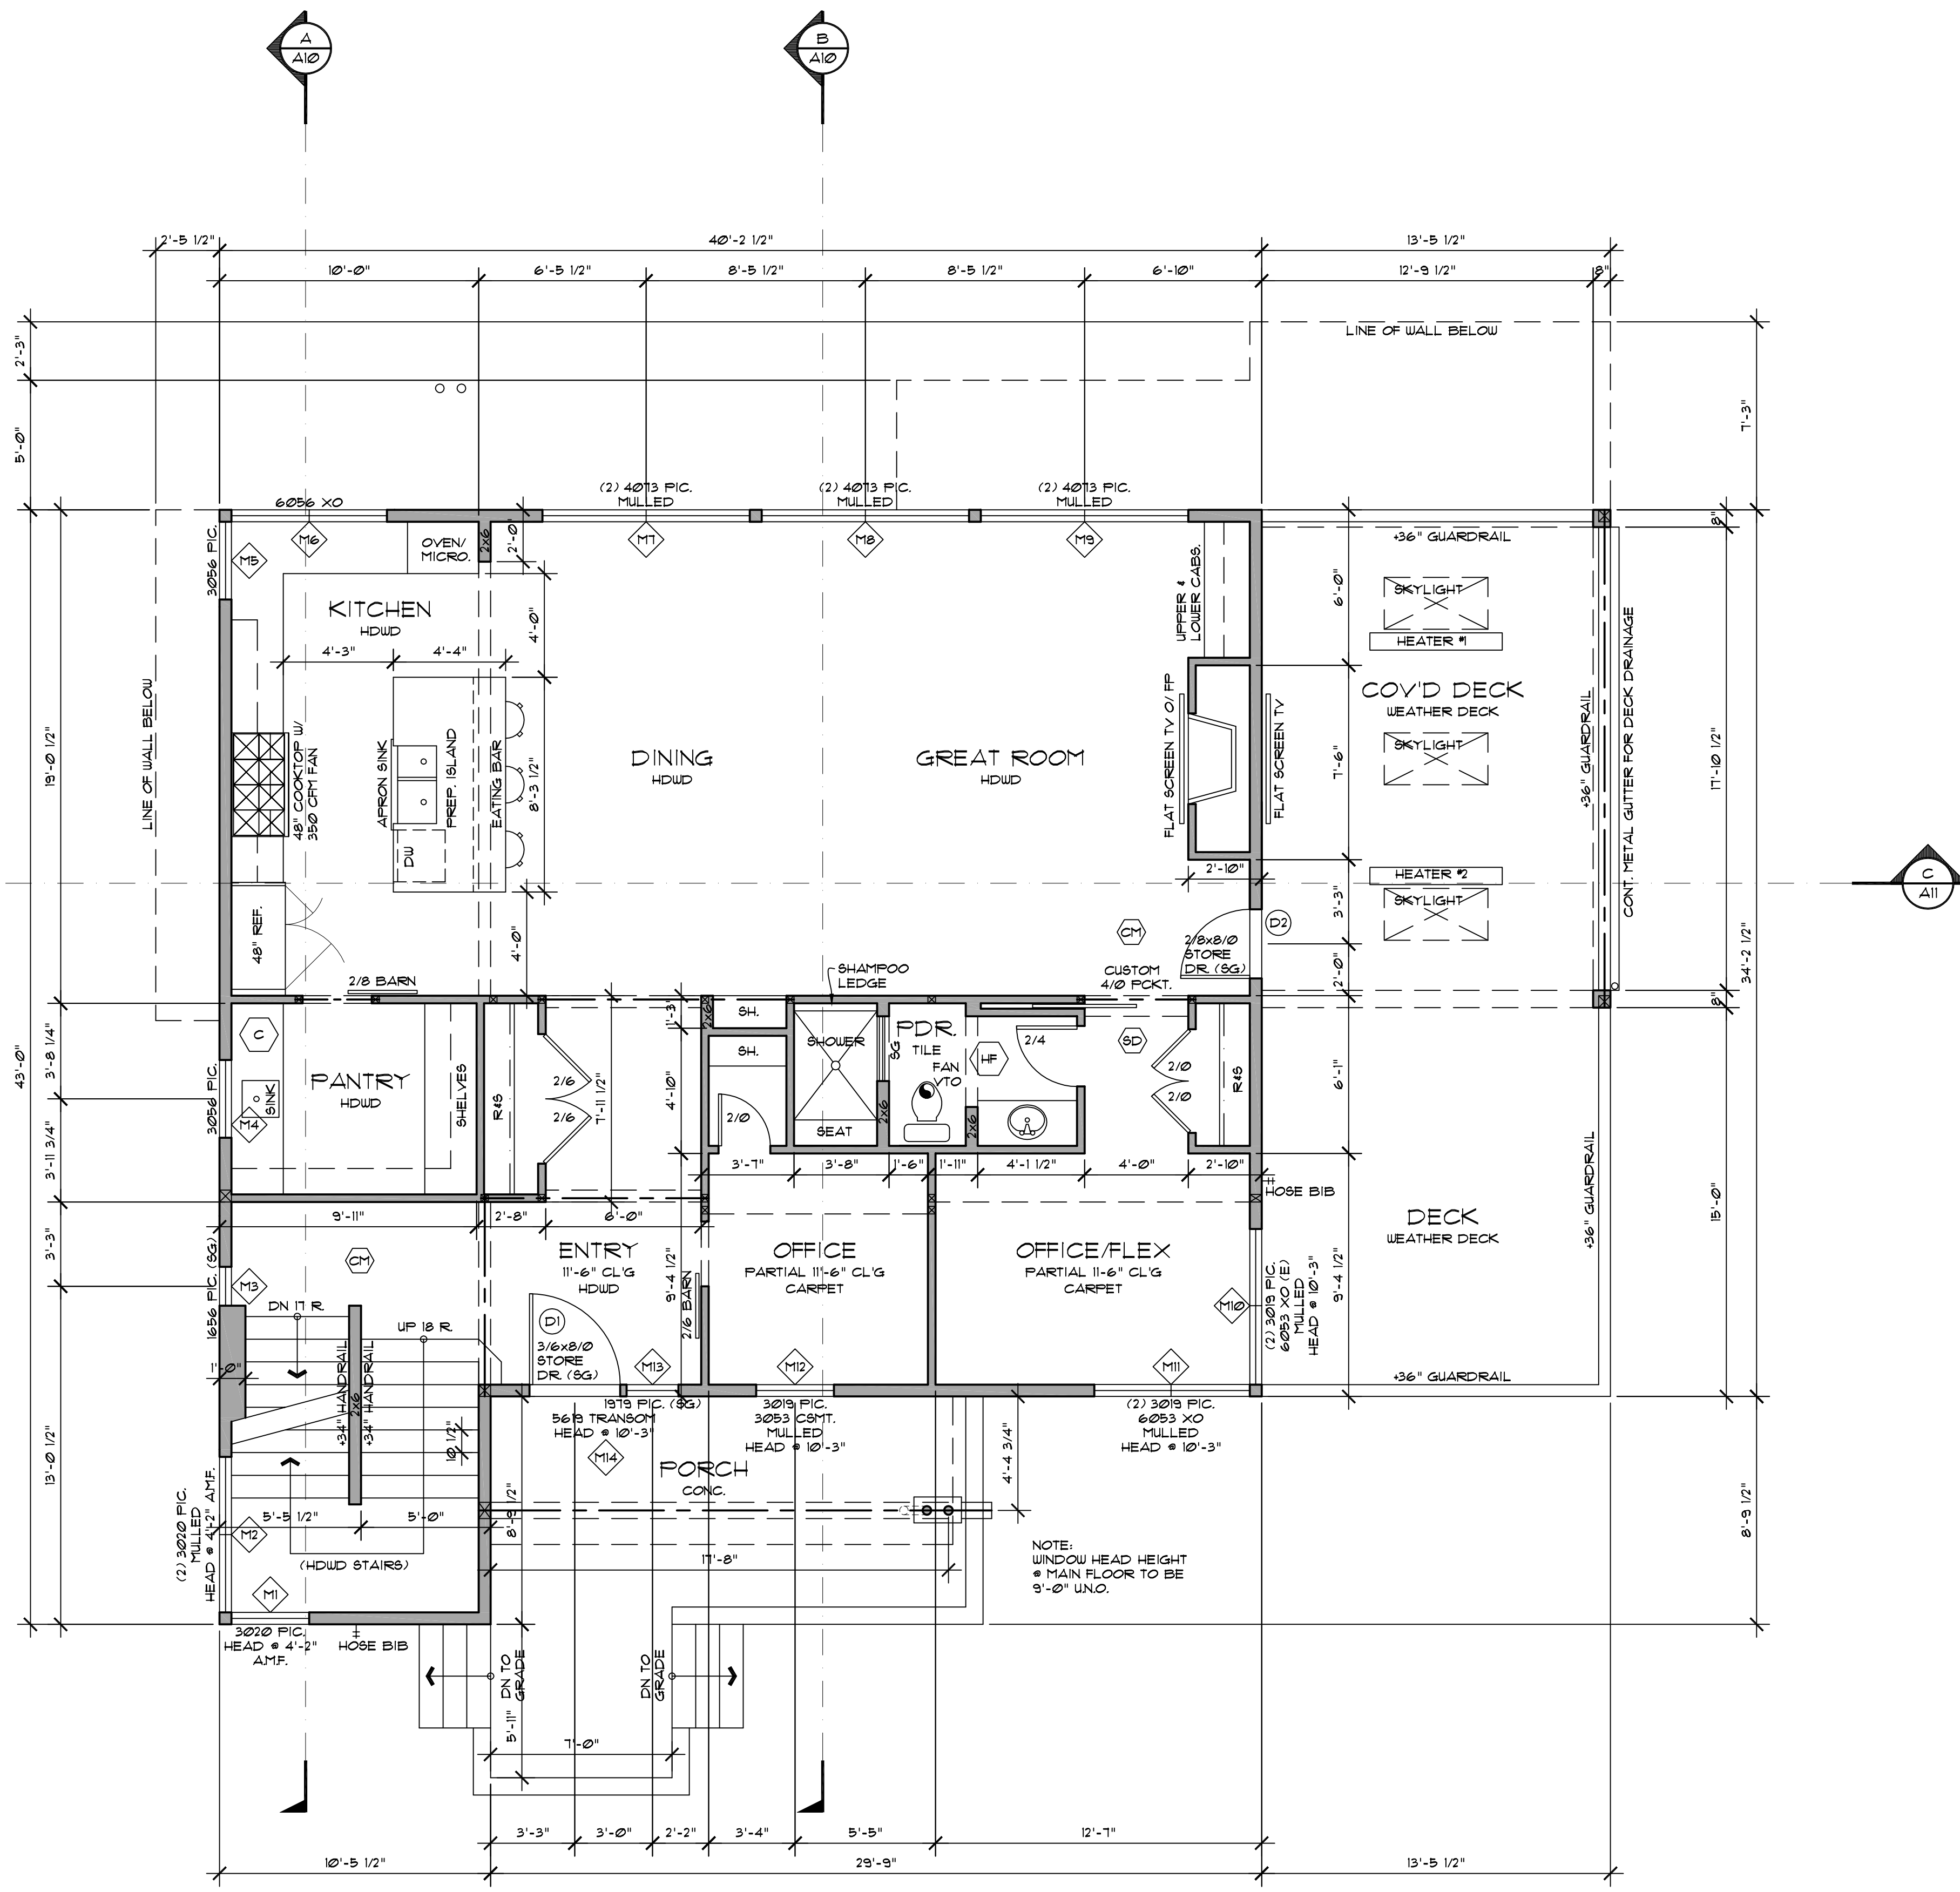 A
A10
B
A10
2'-5 1/2"
40'-2 1/2"
13'-5 1/2"
10'-0"
6'-5 1/2"
8'-5 1/2"
8'-5 1/2"
6'-10"
12'-9 1/2"
8"
LINE OF WALL BELOW
2'-3"
5'-0"
7'-3"
6056 XO
(2) 4073 PIC.
MULLED
(2) 4073 PIC.
MULLED
(2) 4073 PIC.
MULLED
M6
M7
M8
M9
3056 PIC.
M5
OVEN/
MICRO.
2x6
2'-0"
+36" GUARDRAIL
8"
SKYLIGHT
HEATER #1
KITCHEN
HDWD
4'-0"
UPPER &
LOWER CABS.
6'-0"
4'-3"
4'-4"
COV'D DECK
WEATHER DECK
LINE OF WALL BELOW
19'-0 1/2"
48" COOKTOP W/
350 CFM FAN
APRON SINK
PREP. ISLAND
EATING BAR
8'-3 1/2"
DW
DINING
HDWD
GREAT ROOM
HDWD
FLAT SCREEN TV O/ FP
FLAT SCREEN TV
7'-6"
SKYLIGHT
+36" GUARDRAIL
CONT. METAL GUTTER FOR DECK DRAINAGE
17'-10 1/2"
2'-10"
HEATER #2
SKYLIGHT
C
A11
48" REF.
4'-0"
CM
D2
2/8x8/0
STORE
DR. (SG)
3'-3"
2'-0"
34'-2 1/2"
8"
2/8 BARN
SHAMPOO
LEDGE
CUSTOM
4/0 PCKT.
43'-0"
3'-8 1/4"
3'-11 3/4"
3056 PIC.
C
SINK
M4
PANTRY
HDWD
SHELVES
R&S
2/6
2/6
7'-11 1/2"
1'-3"
2x6
SH.
SH.
4'-10"
2/0
SHOWER
SEAT
SG
2x6
PDR.
TILE
FAN
VTO
HF
2x6
2/4
SD
2/0
2/0
R&S
6'-1"
3'-7"
3'-8"
1'-6"
1'-11"
4'-1 1/2"
4'-0"
2'-10"
HOSE BIB
+36" GUARDRAIL
15'-0"
9'-11"
2'-8"
6'-0"
3'-3"
1656 PIC. (SG)
M3
CM
ENTRY
11'-6" CL'G
HDWD
9'-4 1/2"
2/6 BARN
OFFICE
PARTIAL 11'-6" CL'G
CARPET
OFFICE/FLEX
PARTIAL 11-6" CL'G
CARPET
M10
(2) 3019 PIC.
6053 XO (E)
MULLED
HEAD @ 10'-3"
9'-4 1/2"
DECK
WEATHER DECK
DN 17 R.
UP 18 R.
1'-0"
+34" HANDRAIL
2x6
+34" HANDRAIL
10 1/2"
D1
3/6x8/0
STORE
DR. (SG)
M13
M12
M11
+36" GUARDRAIL
1979 PIC. (SG)
5619 TRANSOM
HEAD @ 10'-3"
M14
3019 PIC.
3053 CSMT.
MULLED
HEAD @ 10'-3"
(2) 3019 PIC.
6053 XO
MULLED
HEAD @ 10'-3"
4'-4 3/4"
PORCH
CONC.
13'-0 1/2"
(2) 3020 PIC.
MULLED
HEAD @ 4'-2" A.M.F.
M2
5'-5 1/2"
5'-0"
(HDWD STAIRS)
M1
8'-9 1/2"
17'-8"
NOTE:
WINDOW HEAD HEIGHT
@ MAIN FLOOR TO BE
9'-0" U.N.O.
8'-9 1/2"
3020 PIC.
HEAD @ 4'-2"
A.M.F.
HOSE BIB
DN TO
GRADE
DN TO
GRADE
5'-11"
7'-0"
3'-3"
3'-0"
2'-2"
3'-4"
5'-5"
12'-7"
10'-5 1/2"
29'-9"
13'-5 1/2"